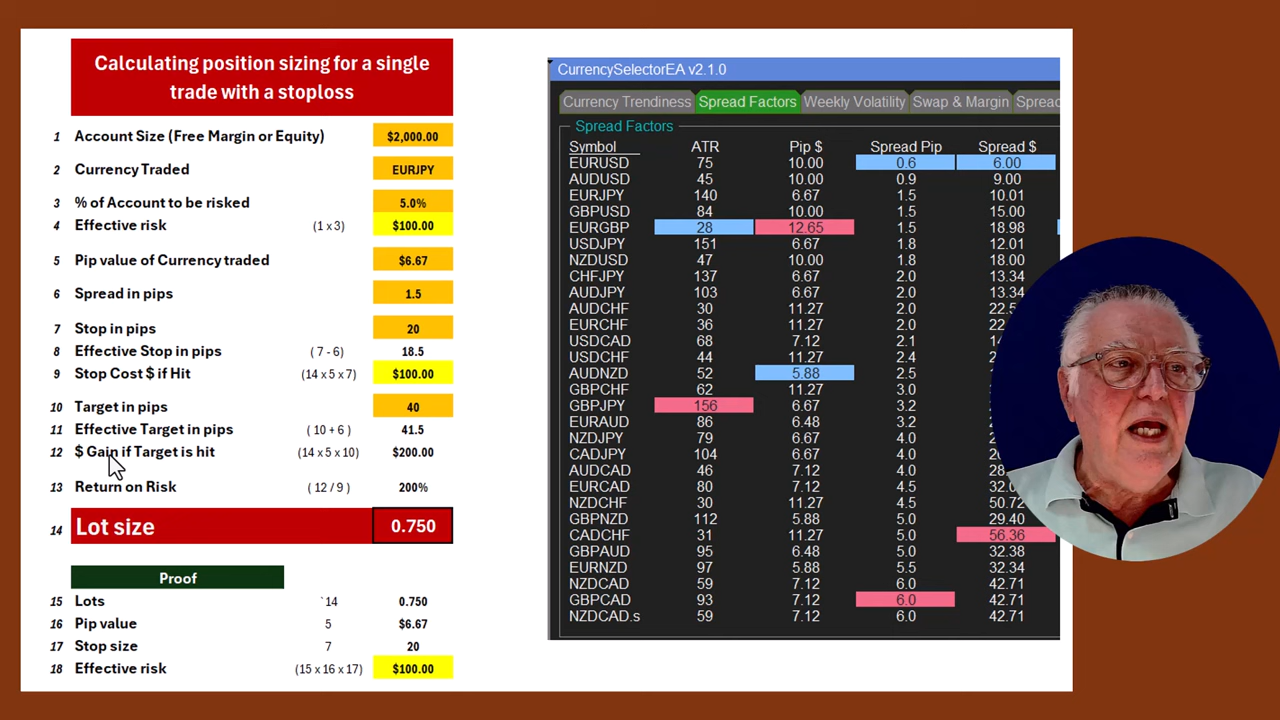 Calculating position sizing for a single
trade with a stoploss
1 Account Size (Free Margin or Equity) $2,000.00
2 Currency Traded EURJPY
3 % of Account to be risked 5.0%
4 Effective risk (1 x 3) $100.00
5 Pip value of Currency traded $6.67
6 Spread in pips 1.5
7 Stop in pips 20
8 Effective Stop in pips ( 7 - 6) 18.5
9 Stop Cost $ if Hit (14 x 5 x 7) $100.00
10 Target in pips 40
11 Effective Target in pips ( 10 + 6 ) 41.5
12 $ Gain if Target is hit (14 x 5 x 10) $200.00
13 Return on Risk ( 12 / 9 ) 200%
14 Lot size 0.750
Proof
15 Lots `14 0.750
16 Pip value 5 $6.67
17 Stop size 7 20
18 Effective risk (15 x 16 x 17) $100.00
CurrencySelectorEA v2.1.0
Currency Trendiness Spread Factors Weekly Volatility Swap & Margin Spread
Spread Factors
Symbol ATR Pip $ Spread Pip Spread $
EURUSD 75 10.00 0.6 6.00
AUDUSD 45 10.00 0.9 9.00
EURJPY 140 6.67 1.5 10.01
GBPUSD 84 10.00 1.5 15.00
EURGBP 28 12.65 1.5 18.98
USDJPY 151 6.67 1.8 12.01
NZDUSD 47 10.00 1.8 18.00
CHFJPY 137 6.67 2.0 13.34
AUDJPY 103 6.67 2.0 13.34
AUDCHF 30 11.27 2.0 22.5
EURCHF 36 11.27 2.0 22
USDCAD 68 7.12 2.1
USDCHF 44 11.27 2.4
AUDNZD 52 5.88 2.5
GBPCHF 62 11.27 3.0
GBPJPY 156 6.67 3.2
EURAUD 86 6.48 3.2
NZDJPY 79 6.67 4.0
CADJPY 104 6.67 4.0
AUDCAD 46 7.12 4.0 28
EURCAD 80 7.12 4.5 32.0
NZDCHF 30 11.27 4.5 50.72
GBPNZD 112 5.88 5.0 29.40
CADCHF 31 11.27 5.0 56.36
GBPAUD 95 6.48 5.0 32.38
EURNZD 97 5.88 5.5 32.34
NZDCAD 59 7.12 6.0 42.71
GBPCAD 93 7.12 6.0 42.71
NZDCAD.s 59 7.12 6.0 42.71